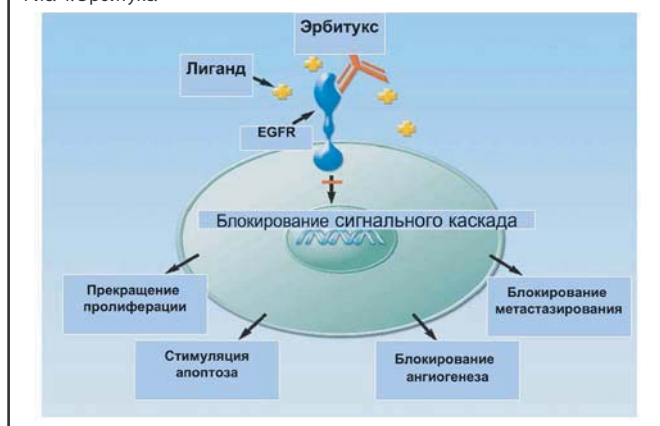 Эрбитукс
Лиганд
EGFR
Блокирование сигнального каскада
Прекращение
пролиферации
Блокирование
метастазирования
Стимуляция
апоптоза
Блокирование
ангиогенеза